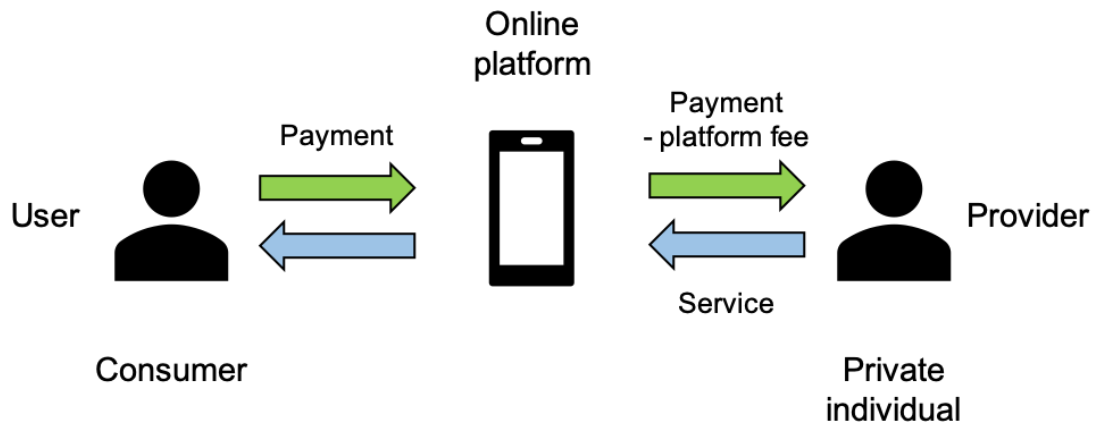 Online
platform
Payment
Payment
- platform fee
User
Provider
Service
Consumer
Private
individual